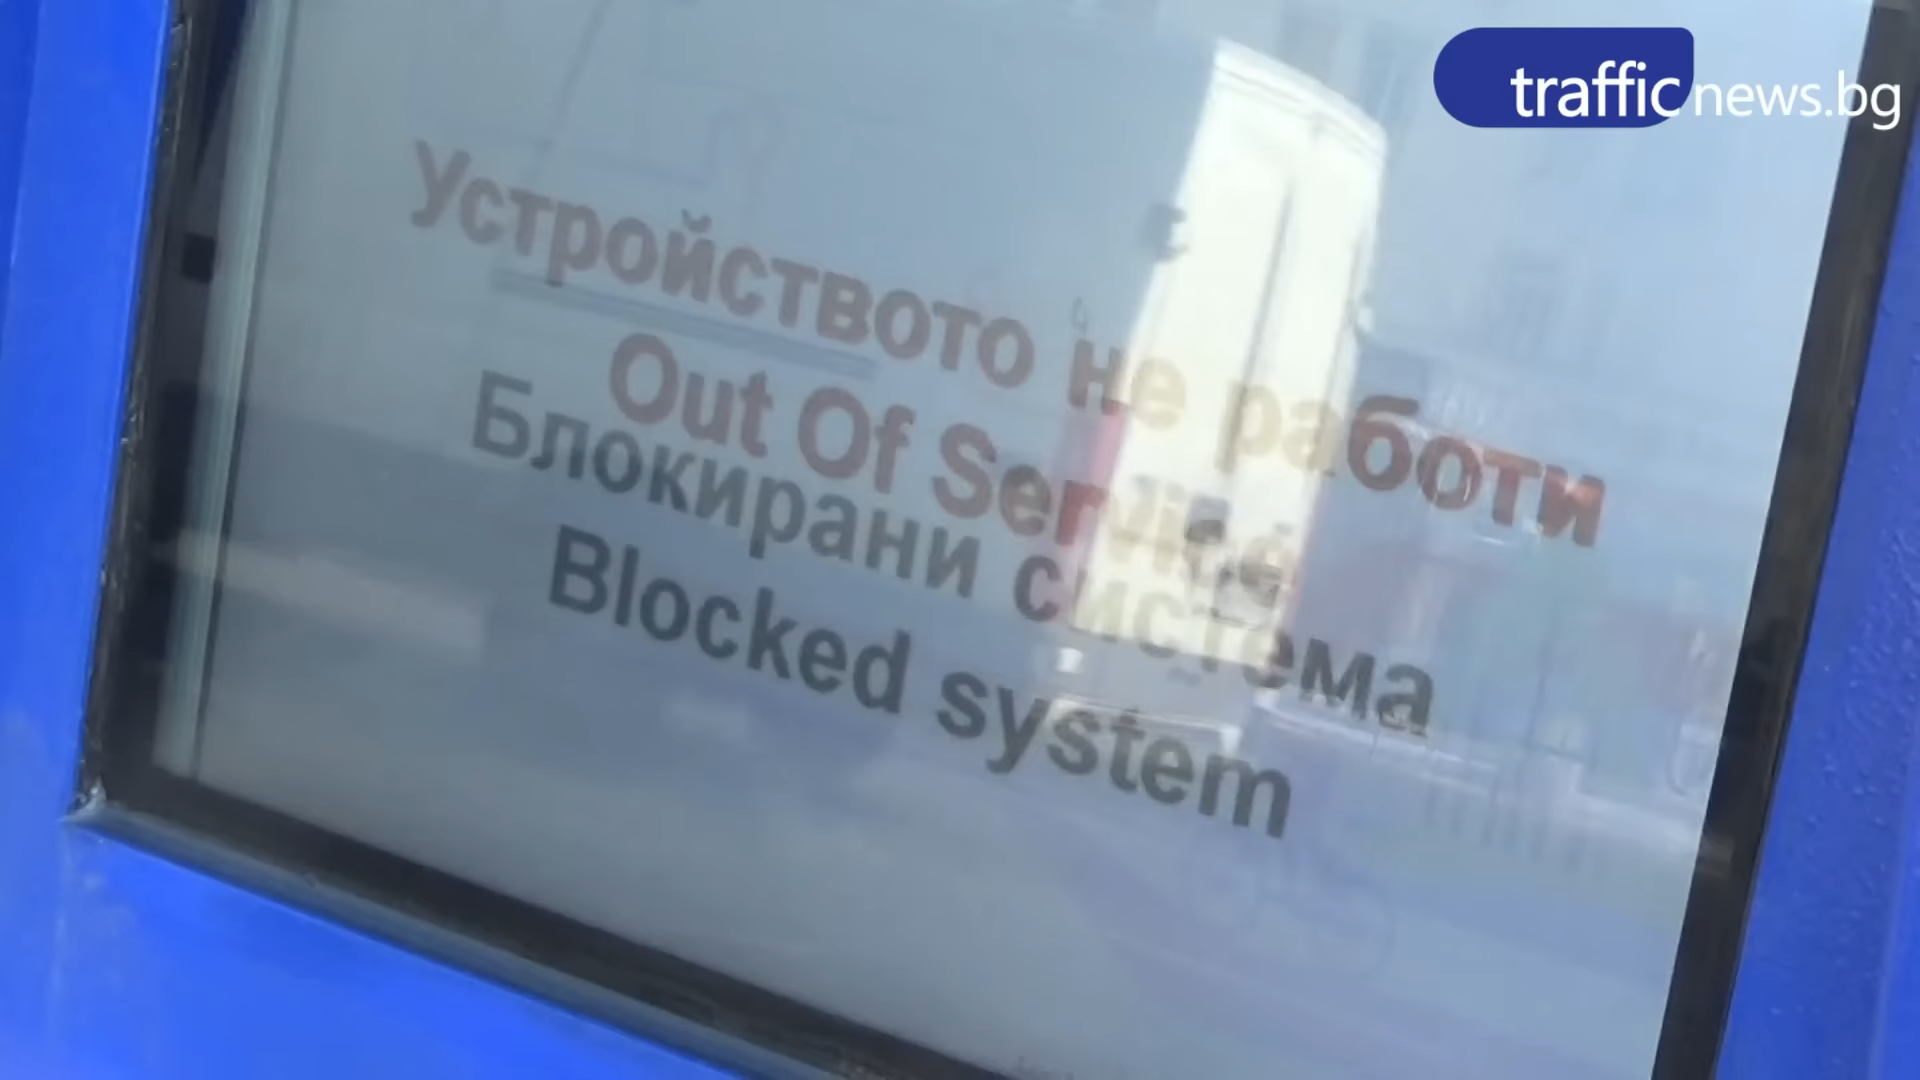 trafficnews.bg
Устройството не работи
Out Of Service
Блокирани система
Blocked system